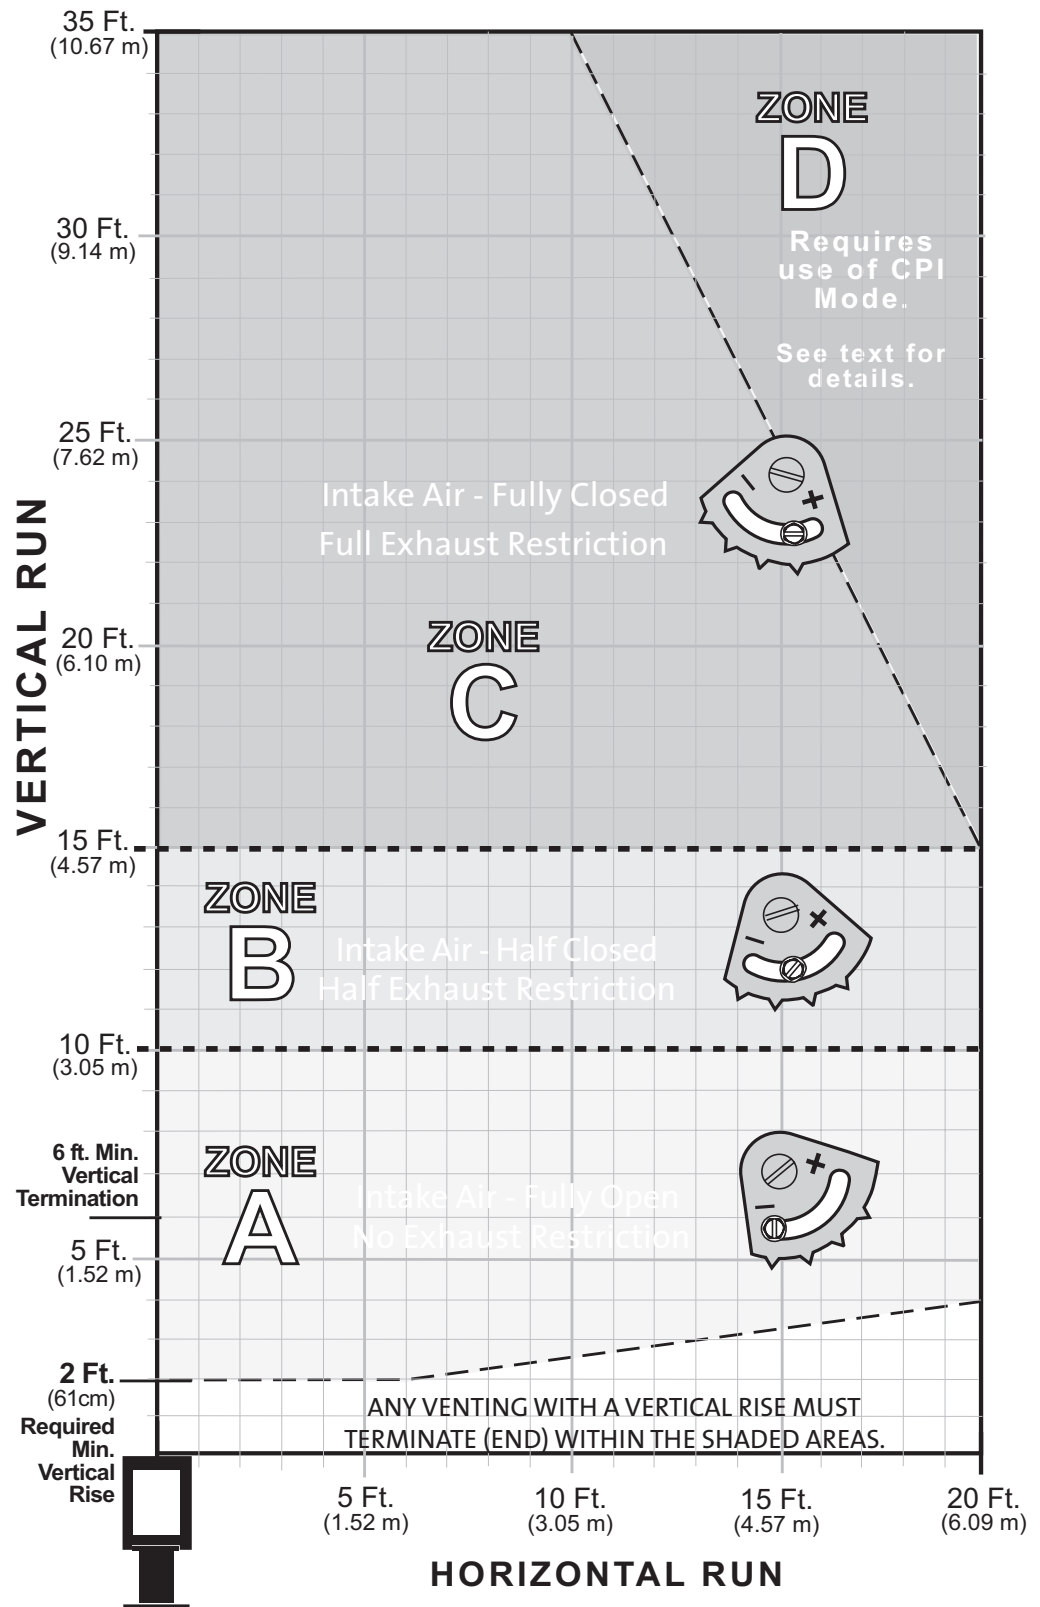 35 Ft.
(10.67 m)
ZONE
D
Requires
use of CPI
Mode.
See text for
details.
30 Ft.
(9.14 m)
25 Ft.
(7.62 m)
Intake Air - Fully Closed
Full Exhaust Restriction
- +
ZONE
C
20 Ft.
(6.10 m)
VERTICAL RUN
15 Ft.
(4.57 m)
ZONE
B
Intake Air - Half Closed
Half Exhaust Restriction
- +
10 Ft.
(3.05 m)
6 ft. Min.
Vertical
Termination
ZONE
A
Intake Air - Fully Open
No Exhaust Restriction
- +
5 Ft.
(1.52 m)
2 Ft.
(61cm)
Required
Min.
Vertical
Rise
ANY VENTING WITH A VERTICAL RISE MUST
TERMINATE (END) WITHIN THE SHADED AREAS.
5 Ft.
(1.52 m)
10 Ft.
(3.05 m)
15 Ft.
(4.57 m)
20 Ft.
(6.09 m)
HORIZONTAL RUN